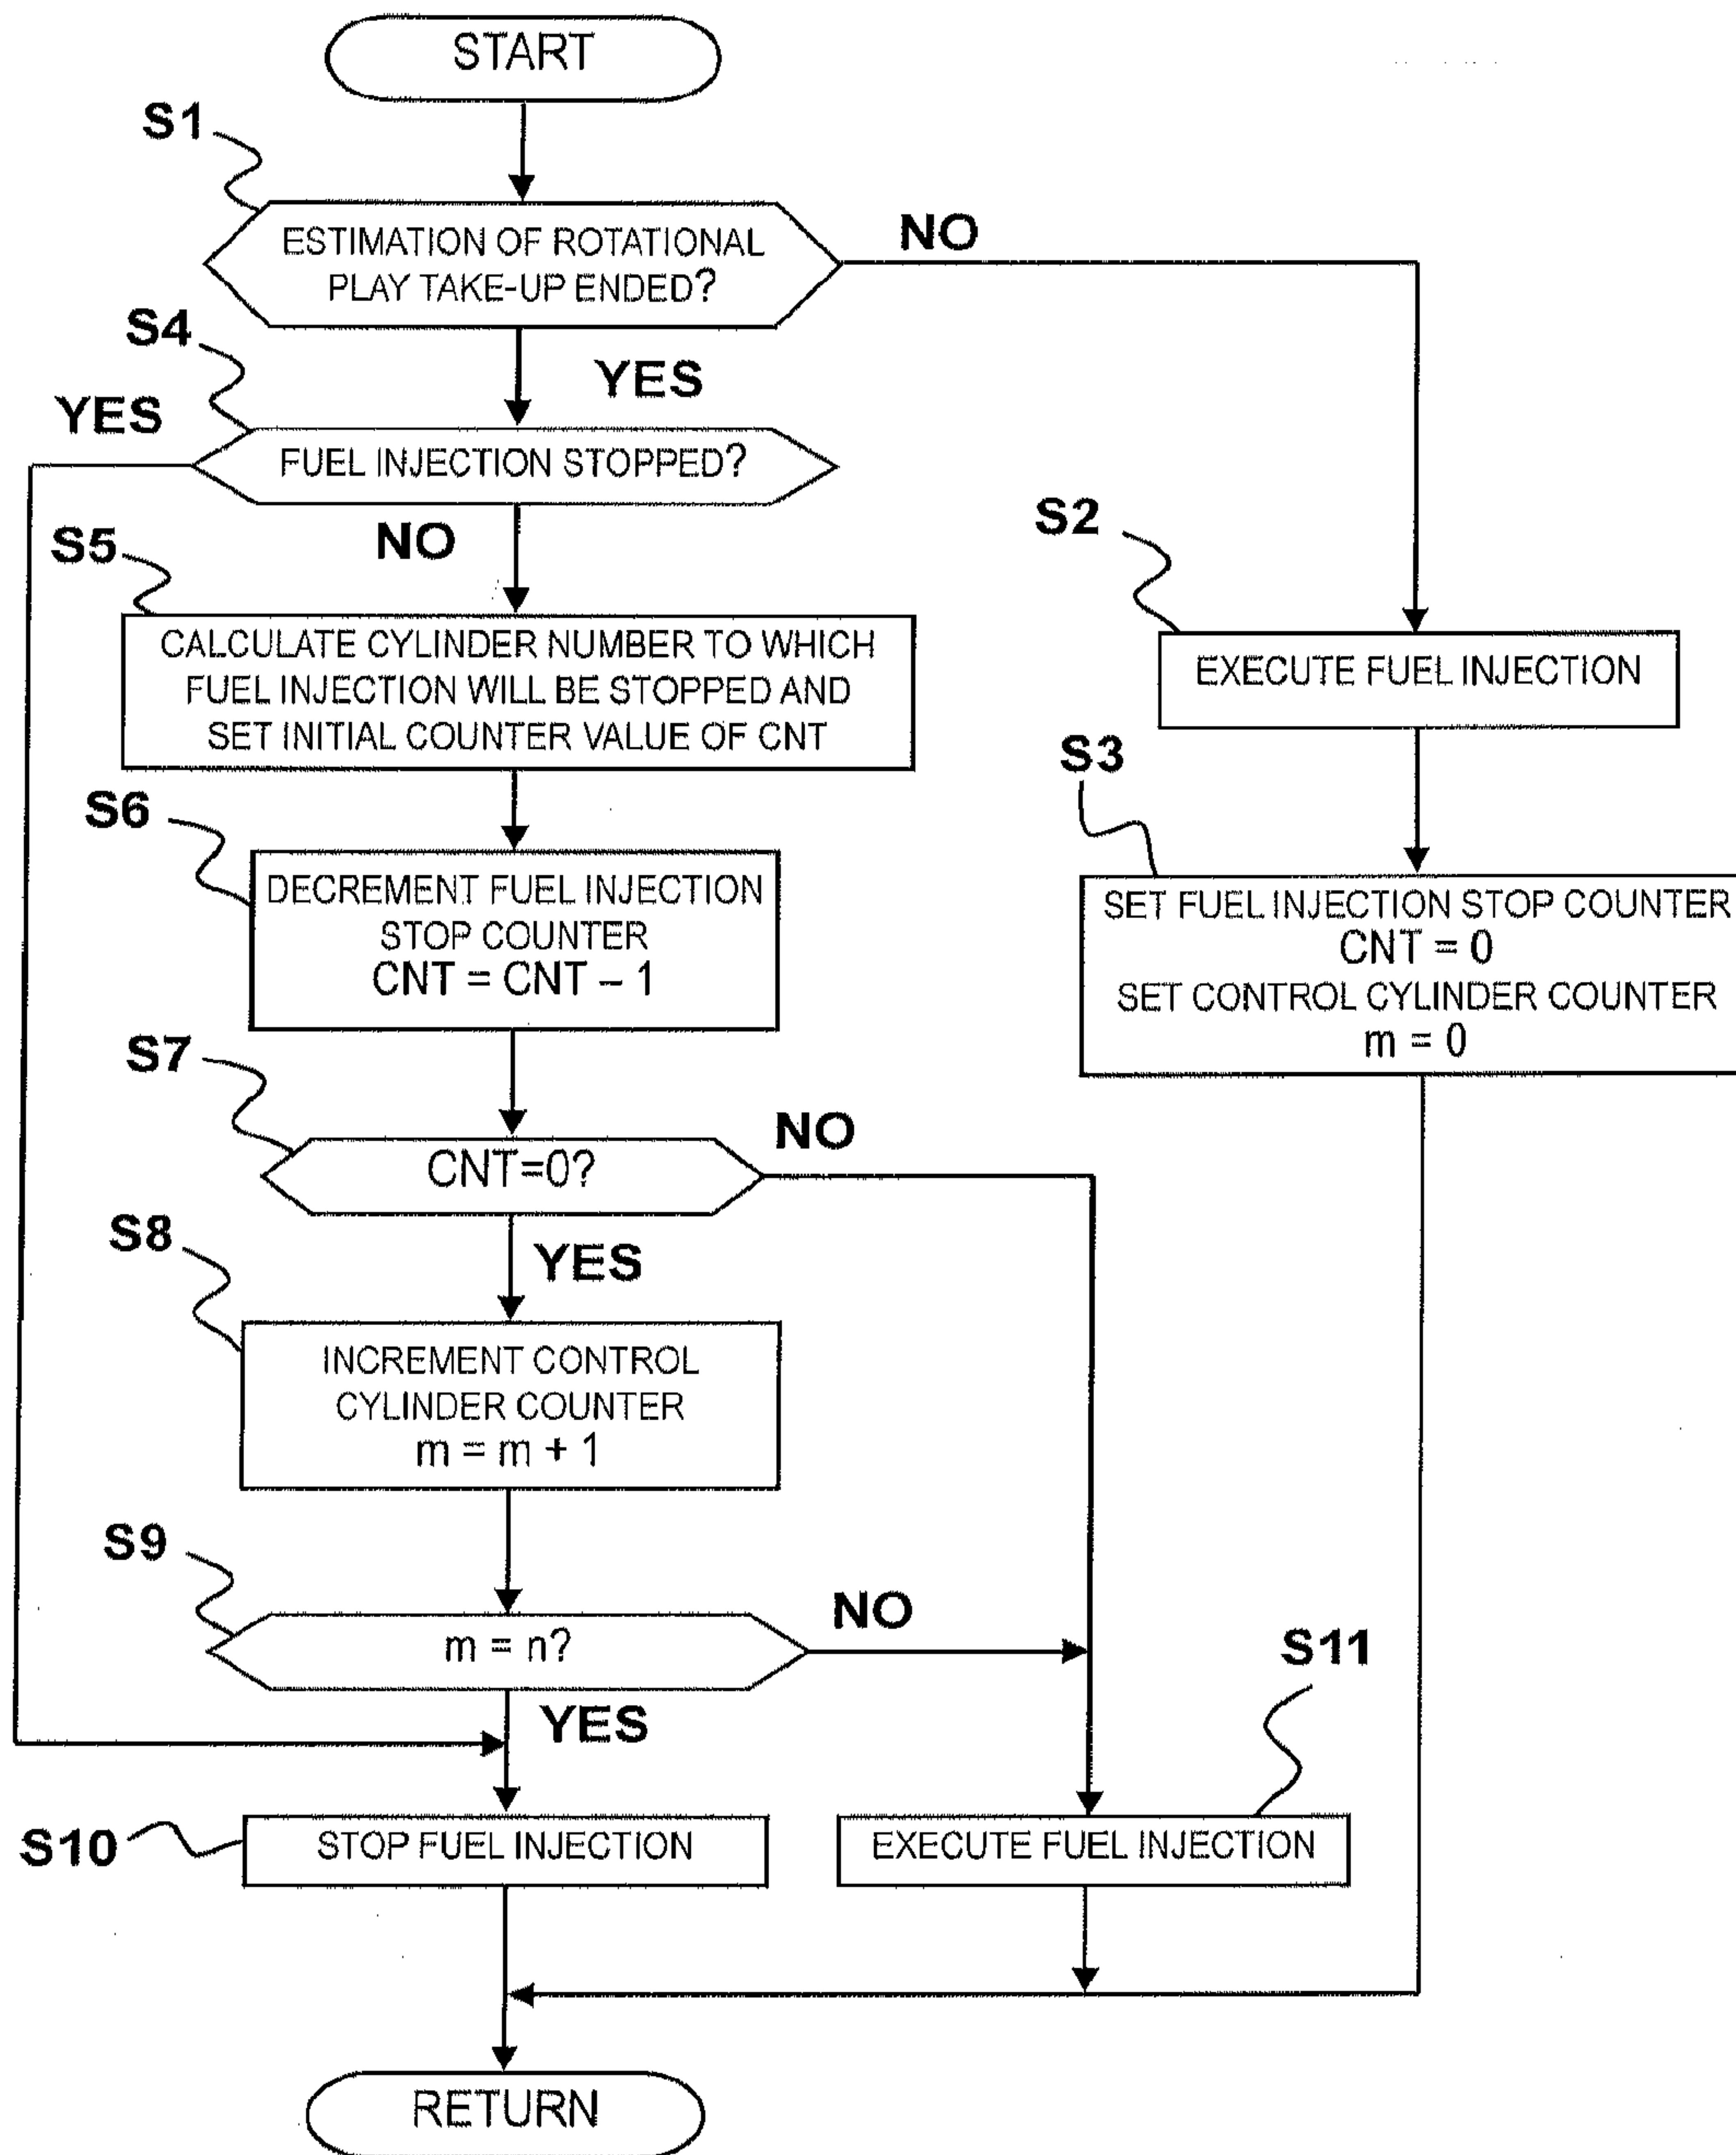 START
S1
ESTIMATION OF ROTATIONAL
PLAY TAKE-UP ENDED?
NO
S4
YES
YES
FUEL INJECTION STOPPED?
NO
S5
CALCULATE CYLINDER NUMBER TO WHICH
FUEL INJECTION WILL BE STOPPED AND
SET INITIAL COUNTER VALUE OF CNT
S2
EXECUTE FUEL INJECTION
S3
SET FUEL INJECTION STOP COUNTER
CNT = 0
SET CONTROL CYLINDER COUNTER
m = 0
S6
DECREMENT FUEL INJECTION
STOP COUNTER
CNT = CNT – 1
S7
CNT=0?
NO
YES
S8
INCREMENT CONTROL
CYLINDER COUNTER
m = m + 1
S9
m = n?
NO
YES
S10
STOP FUEL INJECTION
S11
EXECUTE FUEL INJECTION
RETURN